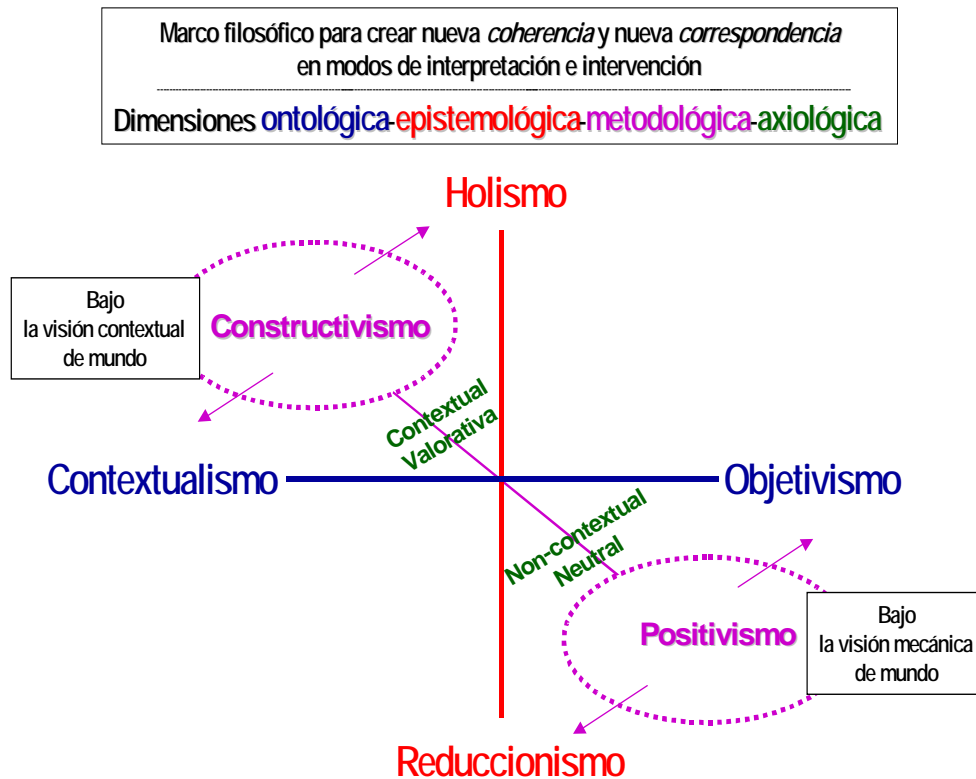 Marco filosófico para crear nueva coherencia y nueva correspondencia
en modos de interpretación e intervención
Dimensiones ontológica-epistemológica-metodológica-axiológica
Holismo
Bajo
la visión contextual
de mundo
Constructivismo
Contextual
Valorativa
Contextualismo
Objetivismo
Non-contextual
Neutral
Positivismo
Bajo
la visión mecánica
de mundo
Reduccionismo